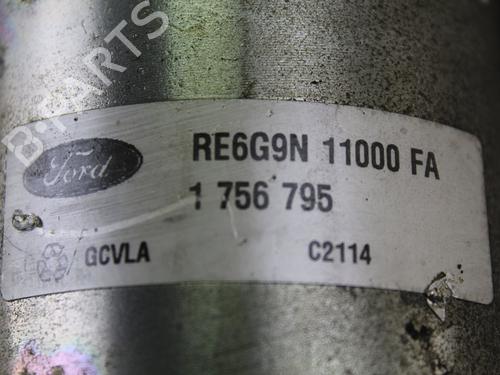 B-PARTS
Ford
RE6G9N 11000 FA
1 756 795
GCVLA
C2114